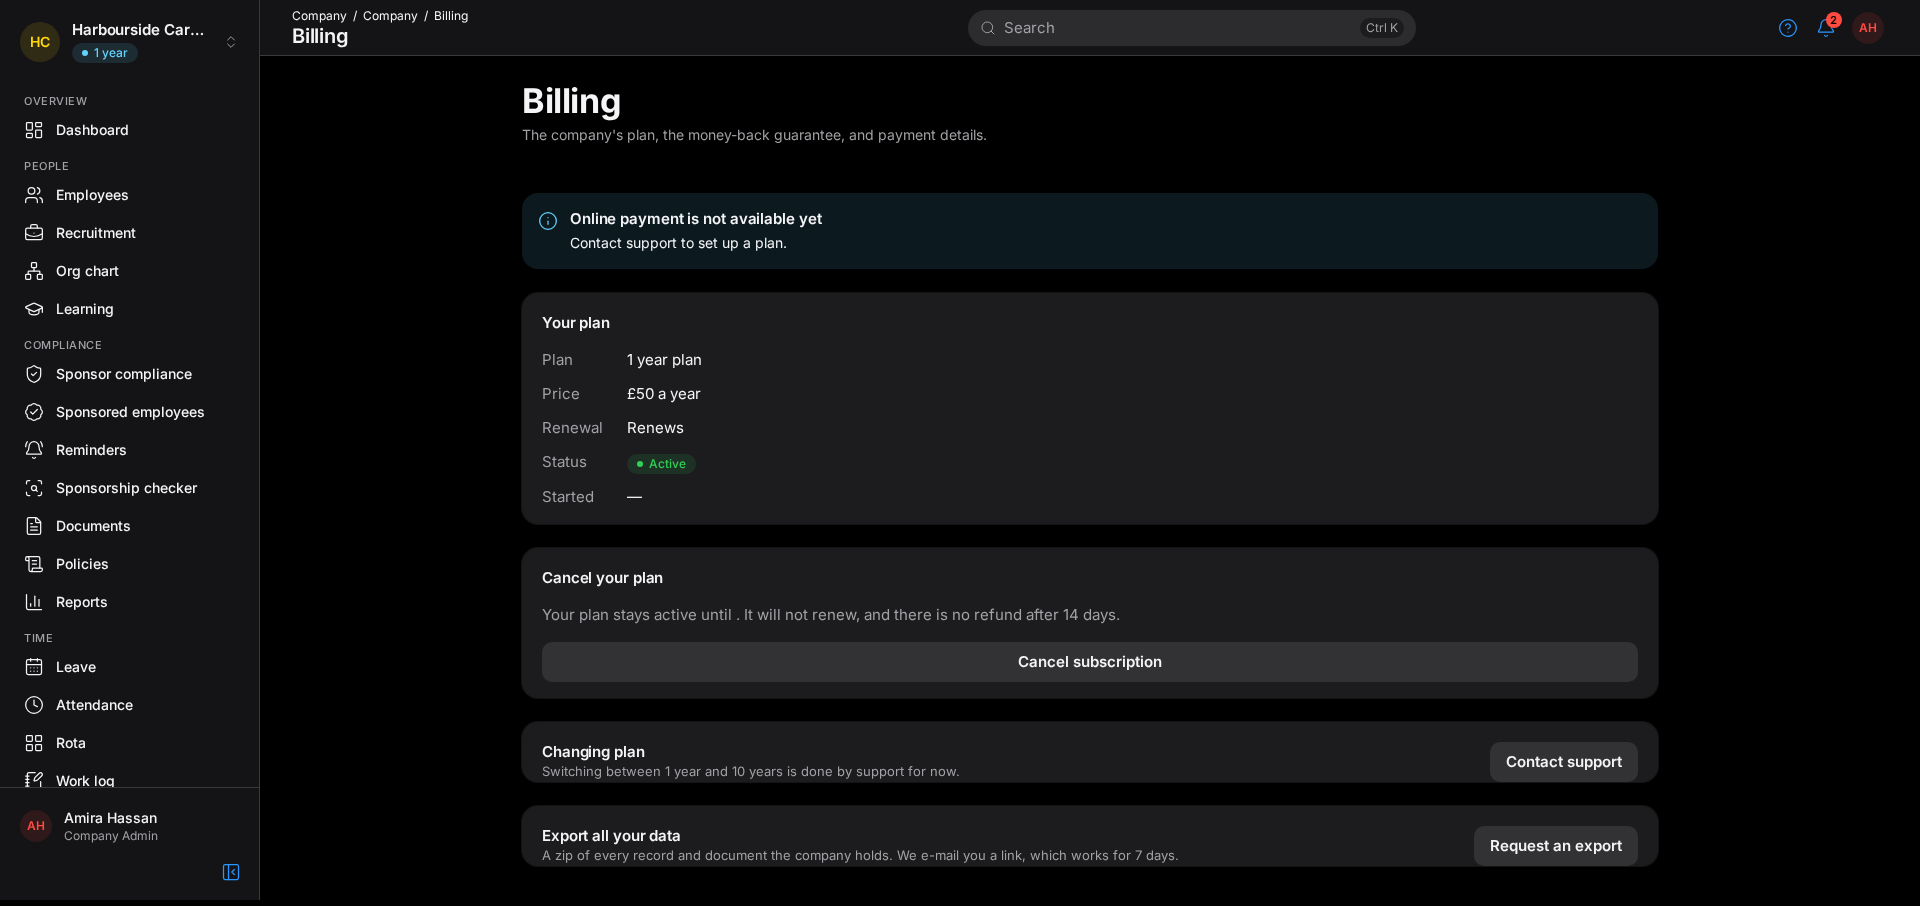 HC
Harbourside Car...
1 year
OVERVIEW
Dashboard
PEOPLE
Employees
Recruitment
Org chart
Learning
COMPLIANCE
Sponsor compliance
Sponsored employees
Reminders
Sponsorship checker
Documents
Policies
Reports
TIME
Leave
Attendance
Rota
Work log
AH
Amira Hassan
Company Admin
Company / Company / Billing
Billing
Search
Ctrl K
2
AH
Billing
The company's plan, the money-back guarantee, and payment details.
Online payment is not available yet
Contact support to set up a plan.
Your plan
Plan 1 year plan
Price £50 a year
Renewal Renews
Status Active
Started —
Cancel your plan
Your plan stays active until . It will not renew, and there is no refund after 14 days.
Cancel subscription
Changing plan
Switching between 1 year and 10 years is done by support for now.
Contact support
Export all your data
A zip of every record and document the company holds. We e-mail you a link, which works for 7 days.
Request an export